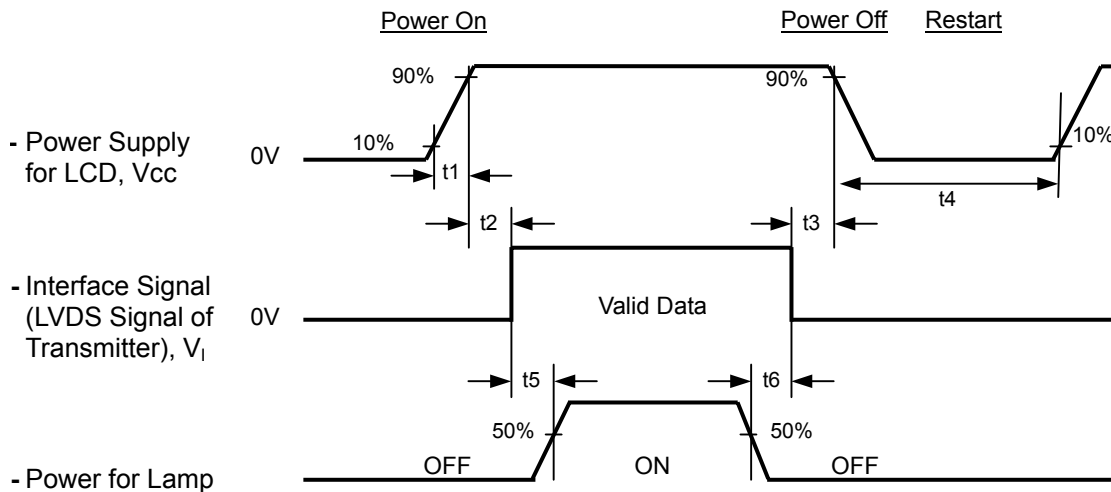 Power On
Power Off
Restart
90%
90%
10%
10%
- Power Supply
for LCD, Vcc
0V
t1
t4
t2
t3
- Interface Signal
(LVDS Signal of
Transmitter), VI
0V
Valid Data
t5
t6
50%
50%
- Power for Lamp
OFF
ON
OFF